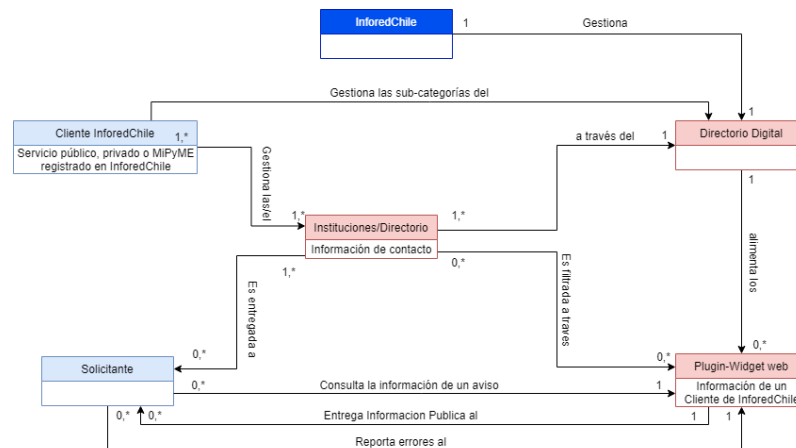 InforedChile
1
Gestiona
Gestiona las sub-categorías del
1
Cliente InforedChile
Servicio público, privado o MiPyME
registrado en InforedChile
1,*
a través del
1
Directorio Digital
1
Gestiona las/el
1,*
Instituciones/Directorio
Información de contacto
1,*
0,*
1,*
Es entregada a
Es filtrada a traves
alimenta los
0,*
0,*
0,*
Solicitante
0,*
Consulta la información de un aviso
1
Plugin-Widget web
Información de un
Cliente de InforedChile
Entrega Informacion Publica al
0,*
0,*
1
1
Reporta errores al